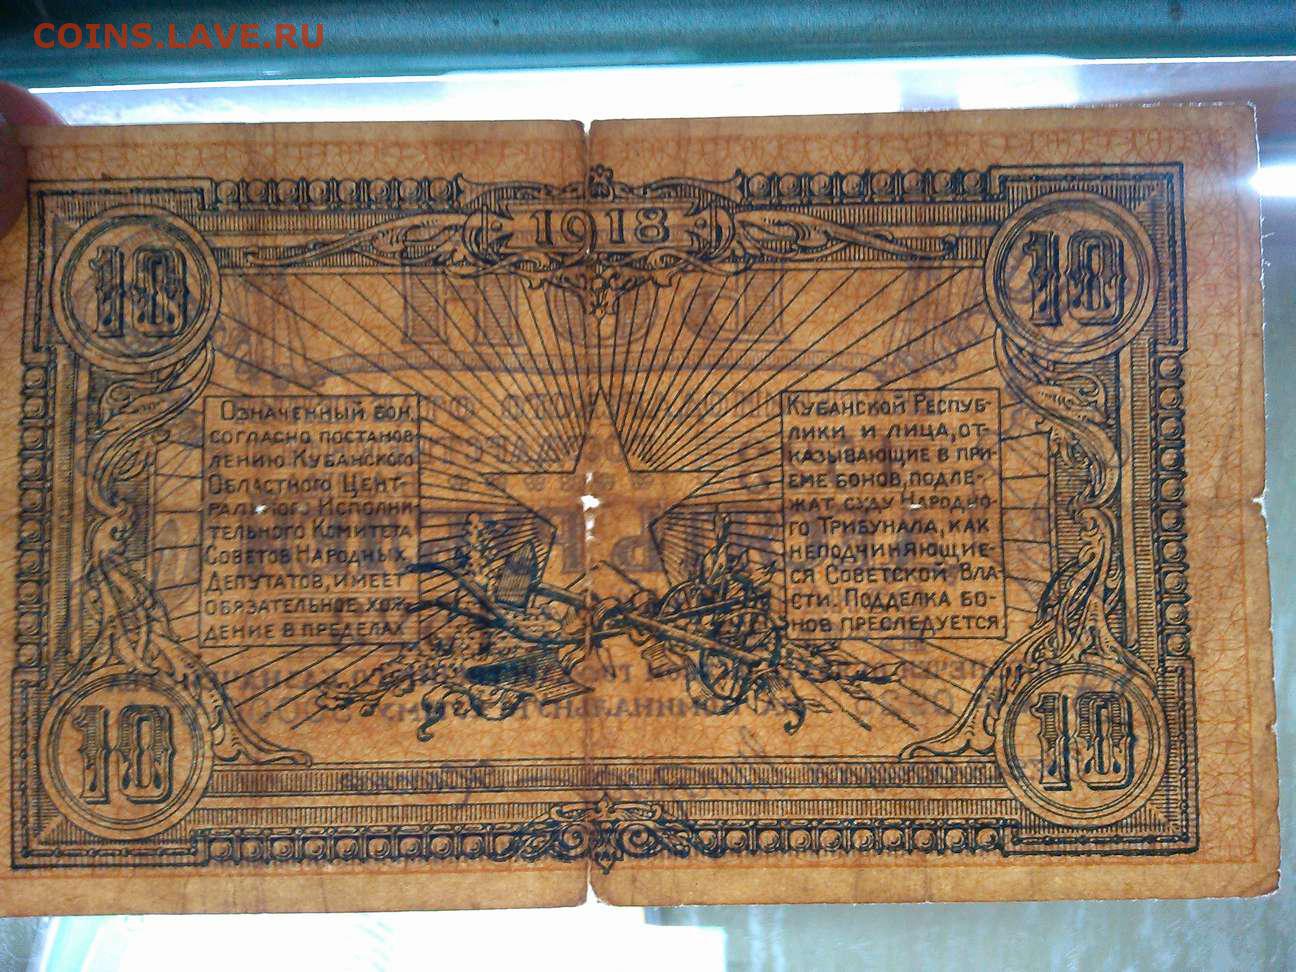 COINS.LAVE.RU
1918
10
10
Означенный бон,
согласно постанов
лению Кубанского
Областного Цент-
рального Исполни-
тельного Комитета
Советов Народных
Депутатов, имеет
обязательное хож-
дение в пределах
Кубанской Респуб-
лики и лица, от-
казывающие в при-
еме бонов, подле-
жат суду Народно-
го Трибунала, как
неподчиняющие-
ся Советской Вла-
сти. Подделка бо-
нов преследуется
10
10